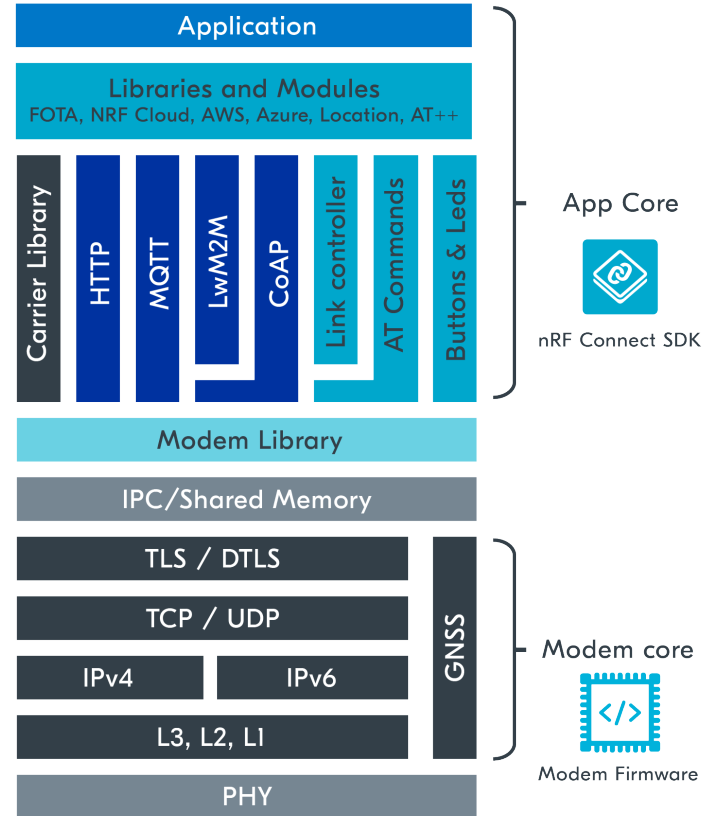 Application
Libraries and Modules
FOTA, NRF Cloud, AWS, Azure, Location, AT++
Carrier Library
HTTP
MQTT
LwM2M
CoAP
Link controller
AT Commands
Buttons & Leds
App Core
nRF Connect SDK
Modem Library
IPC/Shared Memory
TLS / DTLS
TCP / UDP
IPv4
IPv6
L3, L2, L1
GNSS
Modem core
</>
Modem Firmware
PHY